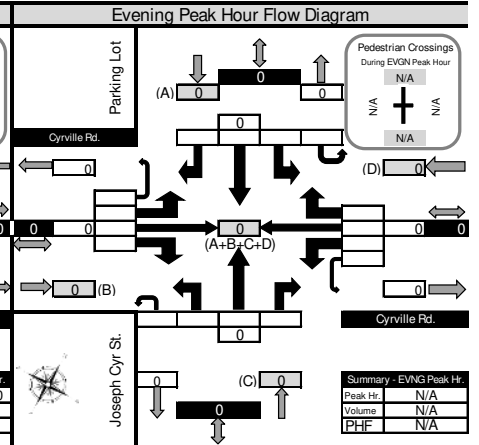 Evening Peak Hour Flow Diagram
Parking Lot
0
Pedestrian Crossings
During EVGN Peak Hour
N/A
N/A
N/A
N/A
(A) 0
0
0
Cyrville Rd.
0
(D) 0
0 0 0
0
0 0
(A+B+C+D)
0 (B)
0
0
Cyrville Rd.
Joseph Cyr St.
0
(C) 0
0
r.
0
Summary - EVNG Peak Hr.
Peak Hr. N/A
Volume N/A
PHF N/A